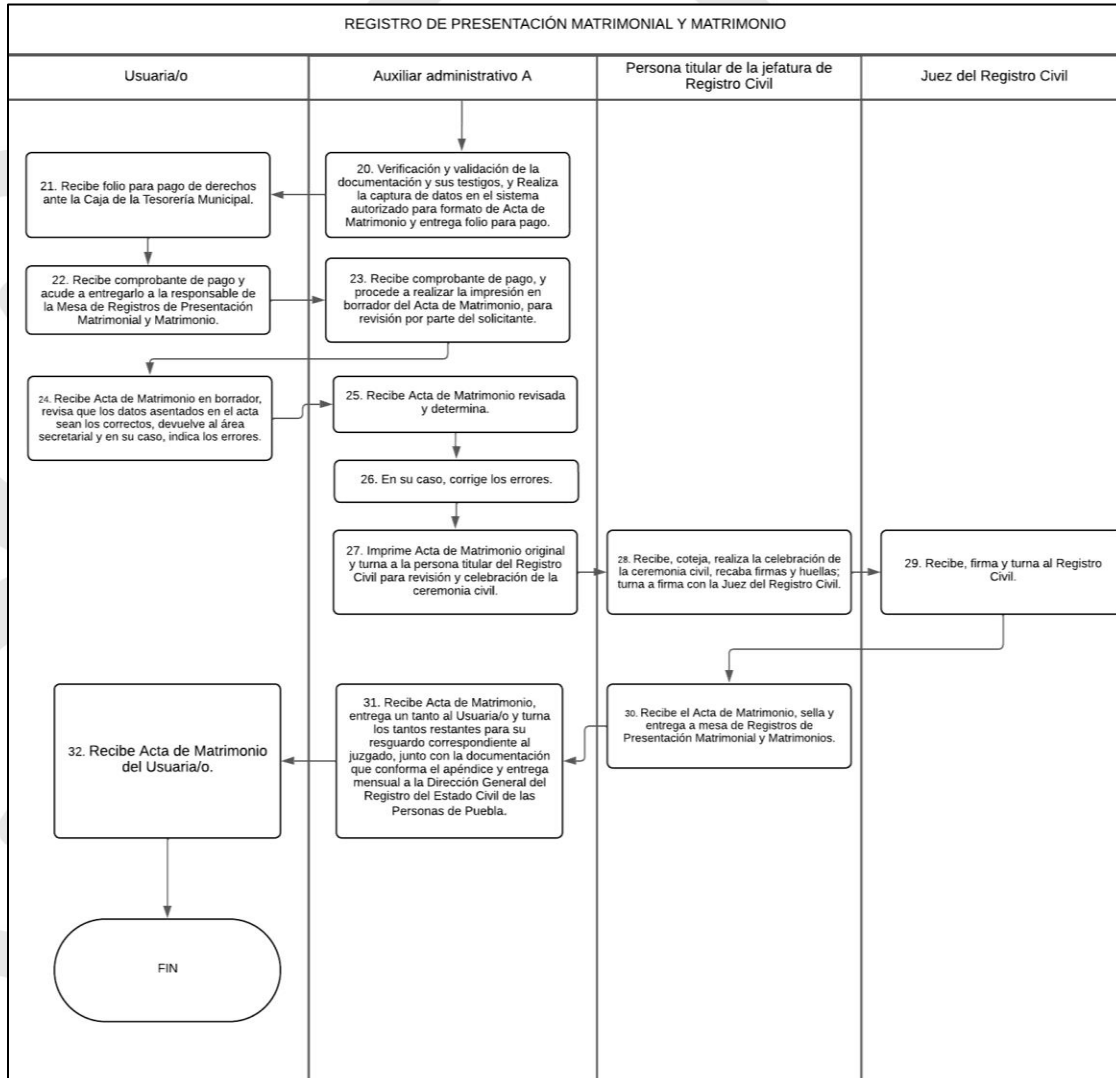 REGISTRO DE PRESENTACIÓN MATRIMONIAL Y MATRIMONIO
Usuaria/o
Auxiliar administrativo A
Persona titular de la jefatura de
Registro Civil
Juez del Registro Civil
20. Verificación y validación de la
documentación y sus testigos, y Realiza
la captura de datos en el sistema
autorizado para formato de Acta de
Matrimonio y entrega folio para pago.
21. Recibe folio para pago de derechos
ante la Caja de la Tesorería Municipal.
22. Recibe comprobante de pago y
acude a entregarlo a la responsable de
la Mesa de Registros de Presentación
Matrimonial y Matrimonio.
23. Recibe comprobante de pago, y
procede a realizar la impresión en
borrador del Acta de Matrimonio, para
revisión por parte del solicitante.
24. Recibe Acta de Matrimonio en borrador,
revisa que los datos asentados en el acta
sean los correctos, devuelve al área
secretarial y en su caso, indica los errores.
25. Recibe Acta de Matrimonio revisada
y determina.
26. En su caso, corrige los errores.
27. Imprime Acta de Matrimonio original
y turna a la persona titular del Registro
Civil para revisión y celebración de la
ceremonia civil.
28. Recibe, coteja, realiza la celebración de
la ceremonia civil, recaba firmas y huellas;
turna a firma con la Juez del Registro Civil.
29. Recibe, firma y turna al Registro
Civil.
30. Recibe el Acta de Matrimonio, sella y
entrega a mesa de Registros de
Presentación Matrimonial y Matrimonios.
31. Recibe Acta de Matrimonio,
entrega un tanto al Usuaria/o y turna
los tantos restantes para su
resguardo correspondiente al
juzgado, junto con la documentación
que conforma el apéndice y entrega
mensual a la Dirección General del
Registro del Estado Civil de las
Personas de Puebla.
32. Recibe Acta de Matrimonio
del Usuaria/o.
FIN